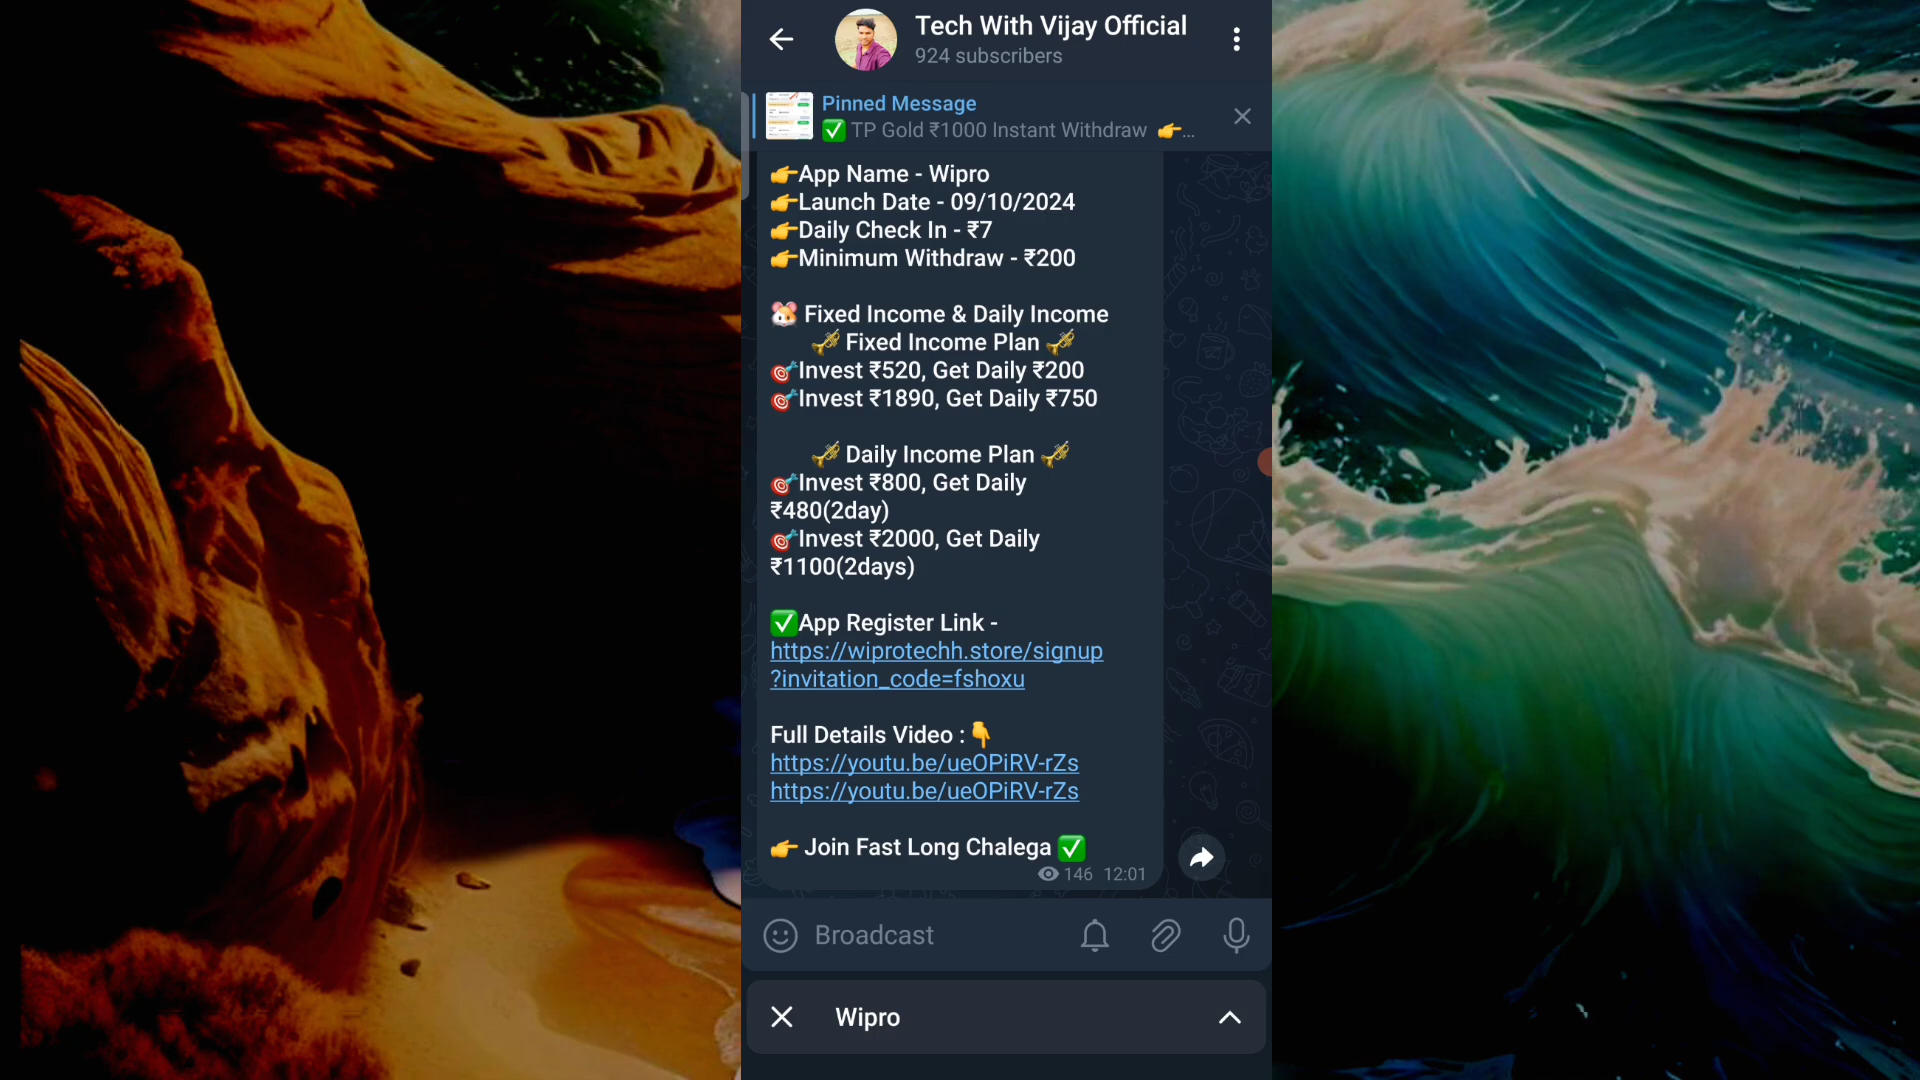 Tech With Vijay Official
924 subscribers
Pinned Message
✅ TP Gold ₹1000 Instant Withdraw 👉...
👉App Name - Wipro
👉Launch Date - 09/10/2024
👉Daily Check In - ₹7
👉Minimum Withdraw - ₹200
🐹 Fixed Income & Daily Income
🎺 Fixed Income Plan 🎺
🎯Invest ₹520, Get Daily ₹200
🎯Invest ₹1890, Get Daily ₹750
🎺 Daily Income Plan 🎺
🎯Invest ₹800, Get Daily
₹480(2day)
🎯Invest ₹2000, Get Daily
₹1100(2days)
✅App Register Link -
https://wiprotechh.store/signup
?invitation_code=fshoxu
Full Details Video : 👇
https://youtu.be/ueOPiRV-rZs
https://youtu.be/ueOPiRV-rZs
👉 Join Fast Long Chalega ✅
146 12:01
Broadcast
Wipro